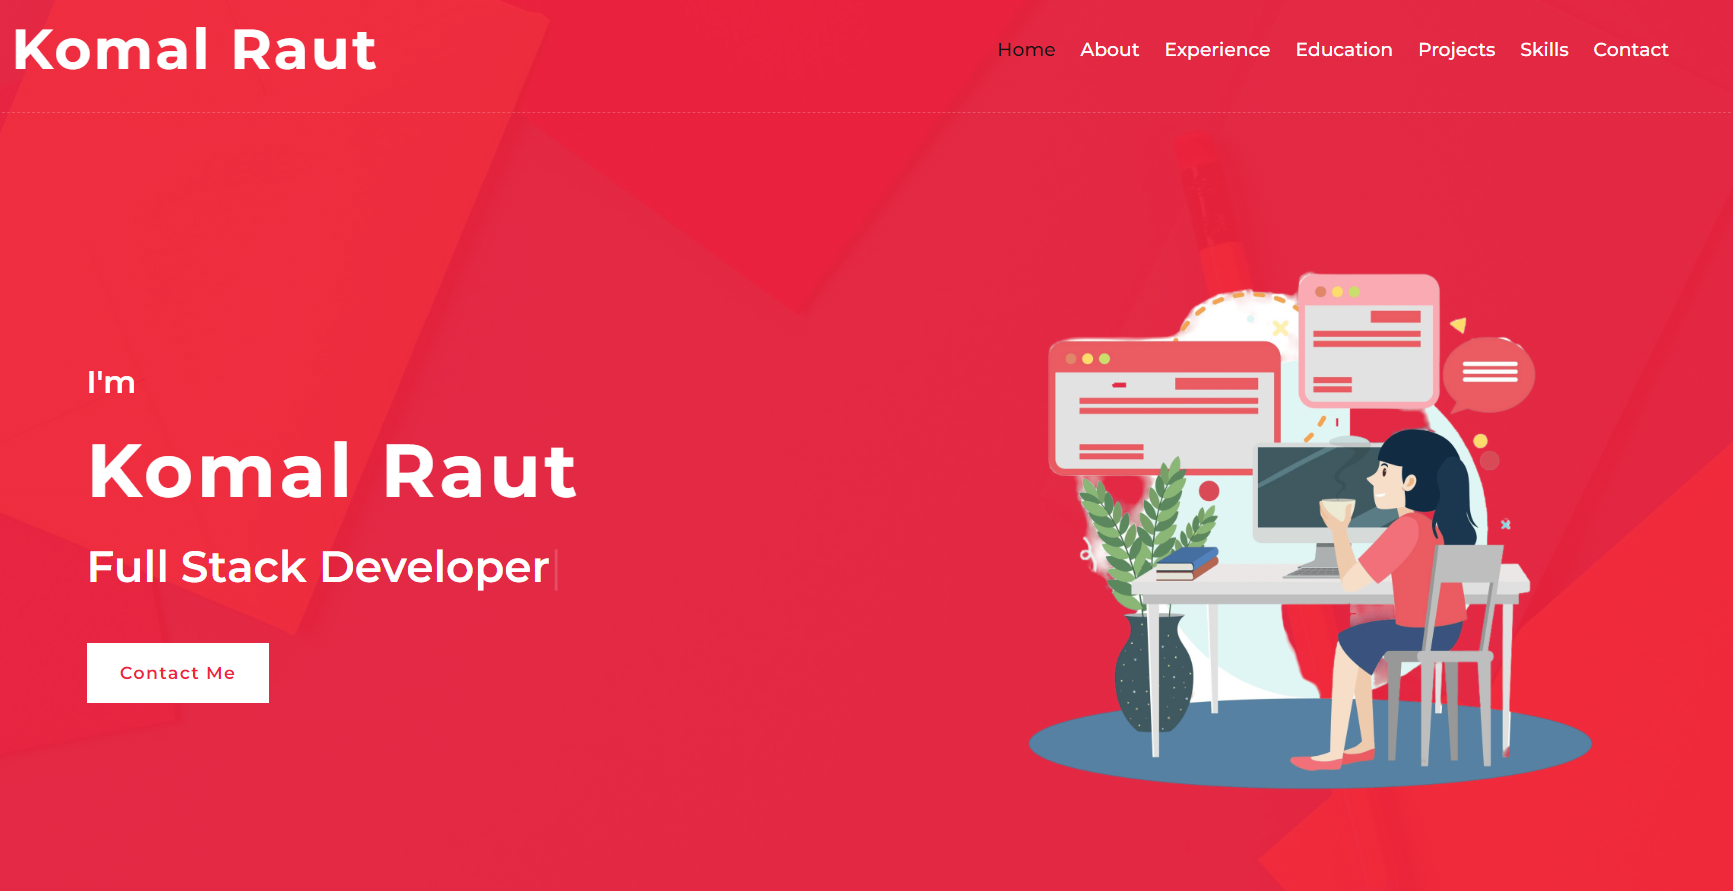 Komal Raut
Home About Experience Education Projects Skills Contact
I'm
Komal Raut
Full Stack Developer
Contact Me